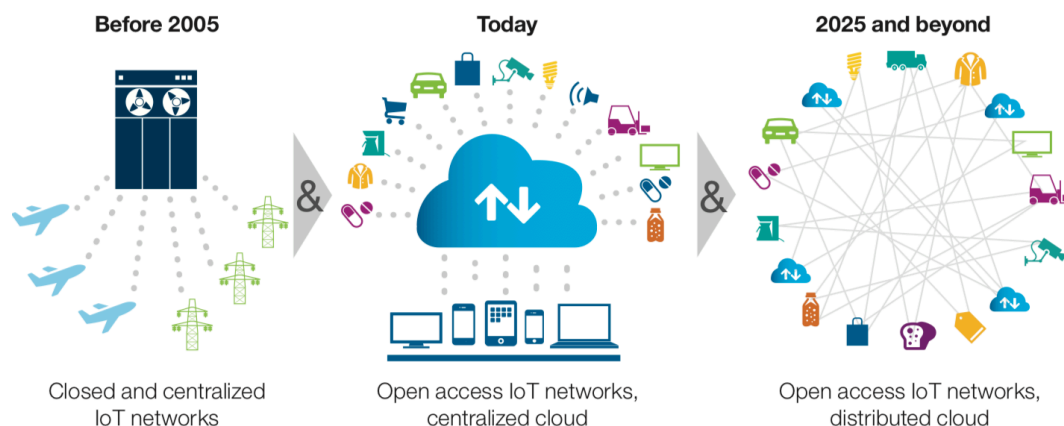 Before 2005
Today
2025 and beyond
&
&
Closed and centralized
IoT networks
Open access IoT networks,
centralized cloud
Open access IoT networks,
distributed cloud